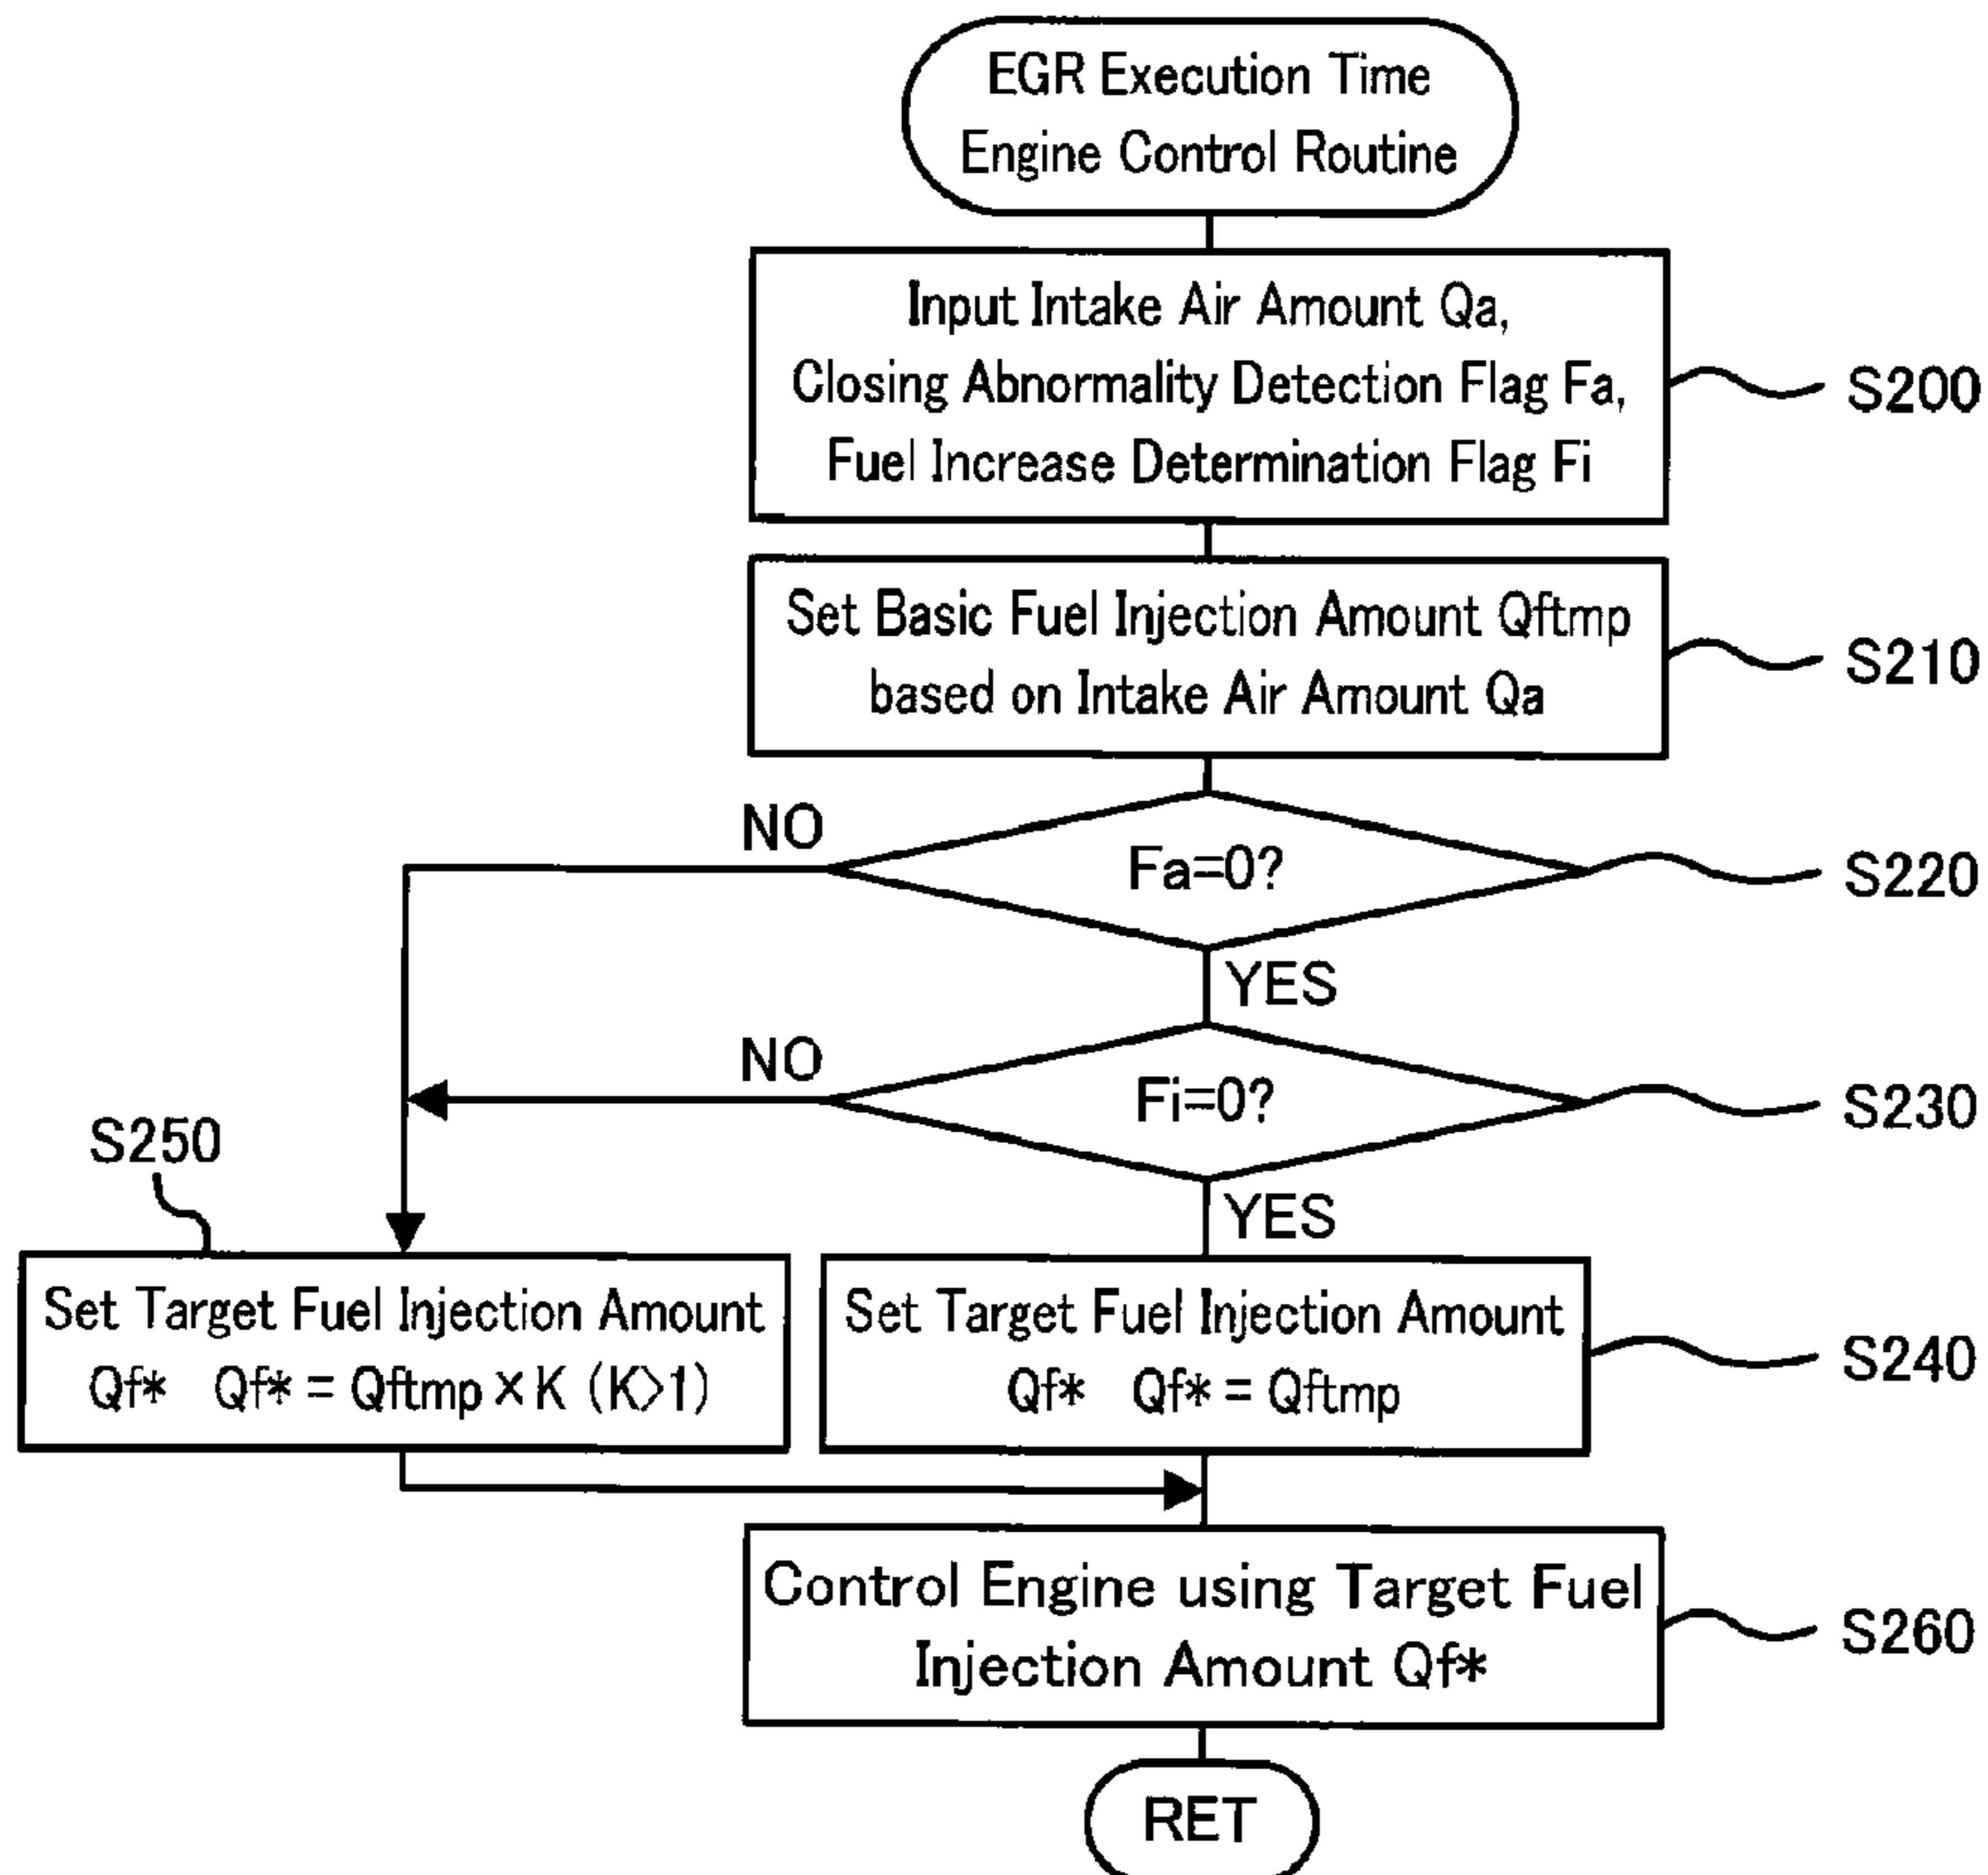 EGR Execution Time
Engine Control Routine
Input Intake Air Amount Qa,
Closing Abnormality Detection Flag Fa,
Fuel Increase Determination Flag Fi
S200
Set Basic Fuel Injection Amount Qftmp
based on Intake Air Amount Qa
S210
NO
Fa=0?
S220
YES
NO
Fi=0?
S230
YES
S250
Set Target Fuel Injection Amount
Qf* Qf* = Qftmp × K (K>1)
Set Target Fuel Injection Amount
Qf* Qf* = Qftmp
S240
Control Engine using Target Fuel
Injection Amount Qf*
S260
RET